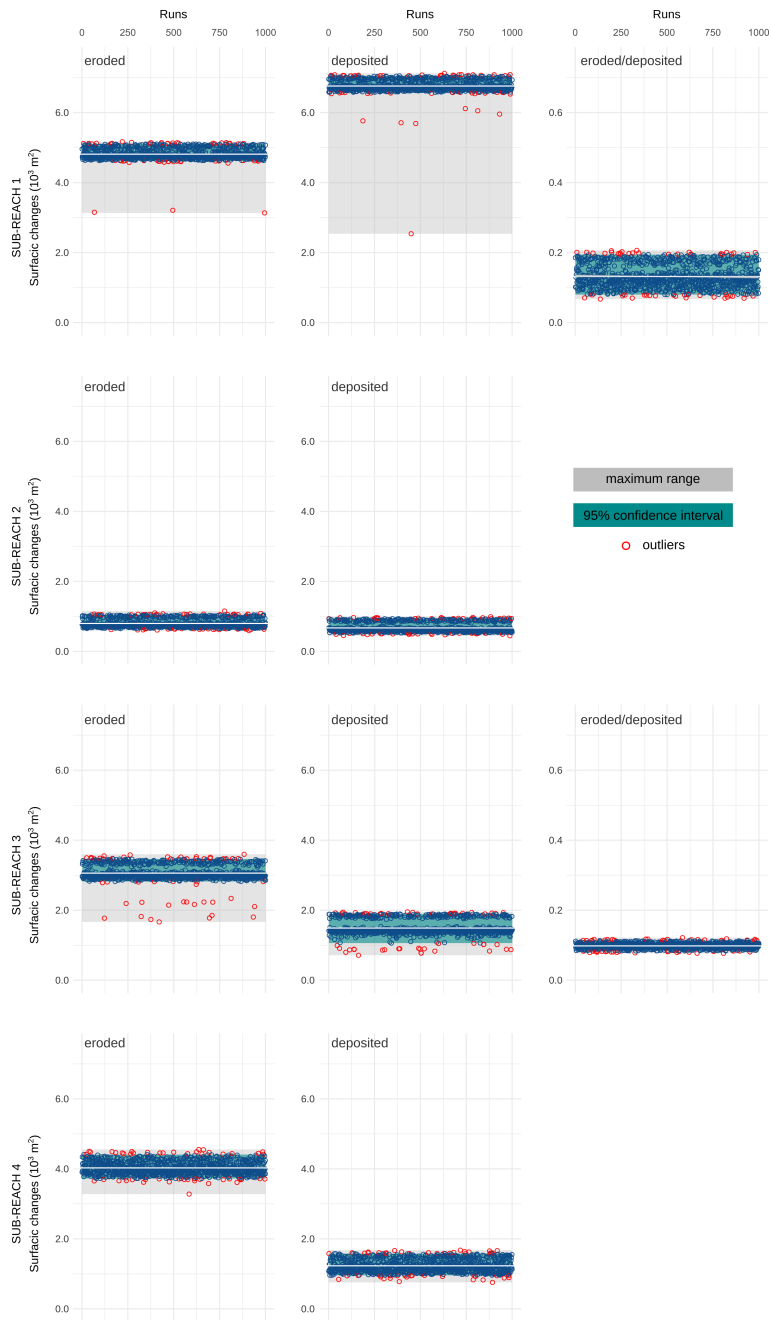 Runs Runs Runs
0 250 500 750 1000 0 250 500 750 1000 0 250 500 750 1000
eroded deposited eroded/deposited
6.0 6.0 0.6
4.0 4.0 0.4
2.0 2.0 0.2
0.0 0.0 0.0
SUB-REACH 1
Surfacic changes (10³ m²)
eroded deposited
6.0 6.0
4.0 4.0
2.0 2.0
0.0 0.0
SUB-REACH 2
Surfacic changes (10³ m²)
maximum range
95% confidence interval
outliers
eroded deposited eroded/deposited
6.0 6.0 0.6
4.0 4.0 0.4
2.0 2.0 0.2
0.0 0.0 0.0
SUB-REACH 3
Surfacic changes (10³ m²)
eroded deposited
6.0 6.0
4.0 4.0
2.0 2.0
0.0 0.0
SUB-REACH 4
Surfacic changes (10³ m²)